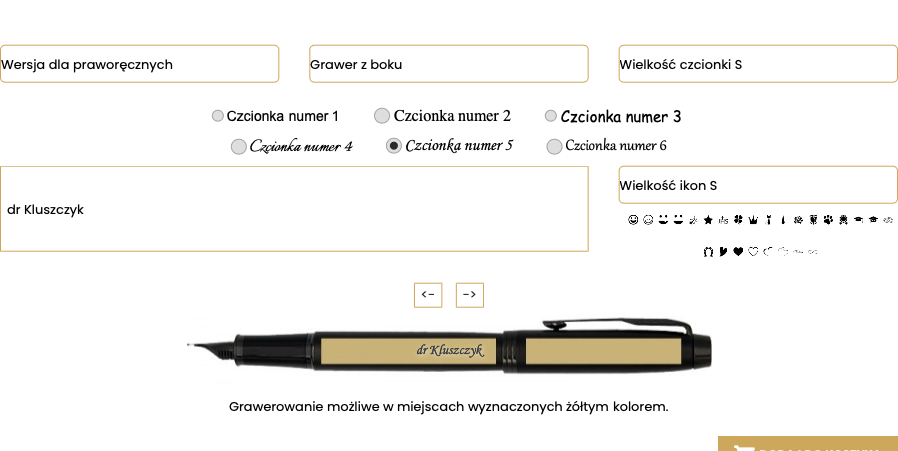 Wersja dla praworęcznych
Grawer z boku
Wielkość czcionki S
Czcionka numer 1
Czcionka numer 2
Czcionka numer 3
Czcionka numer 4
Czcionka numer 5
Czcionka numer 6
dr Kluszczyk
Wielkość ikon S
<-
->
dr Kluszczyk
Grawerowanie możliwe w miejscach wyznaczonych żółtym kolorem.